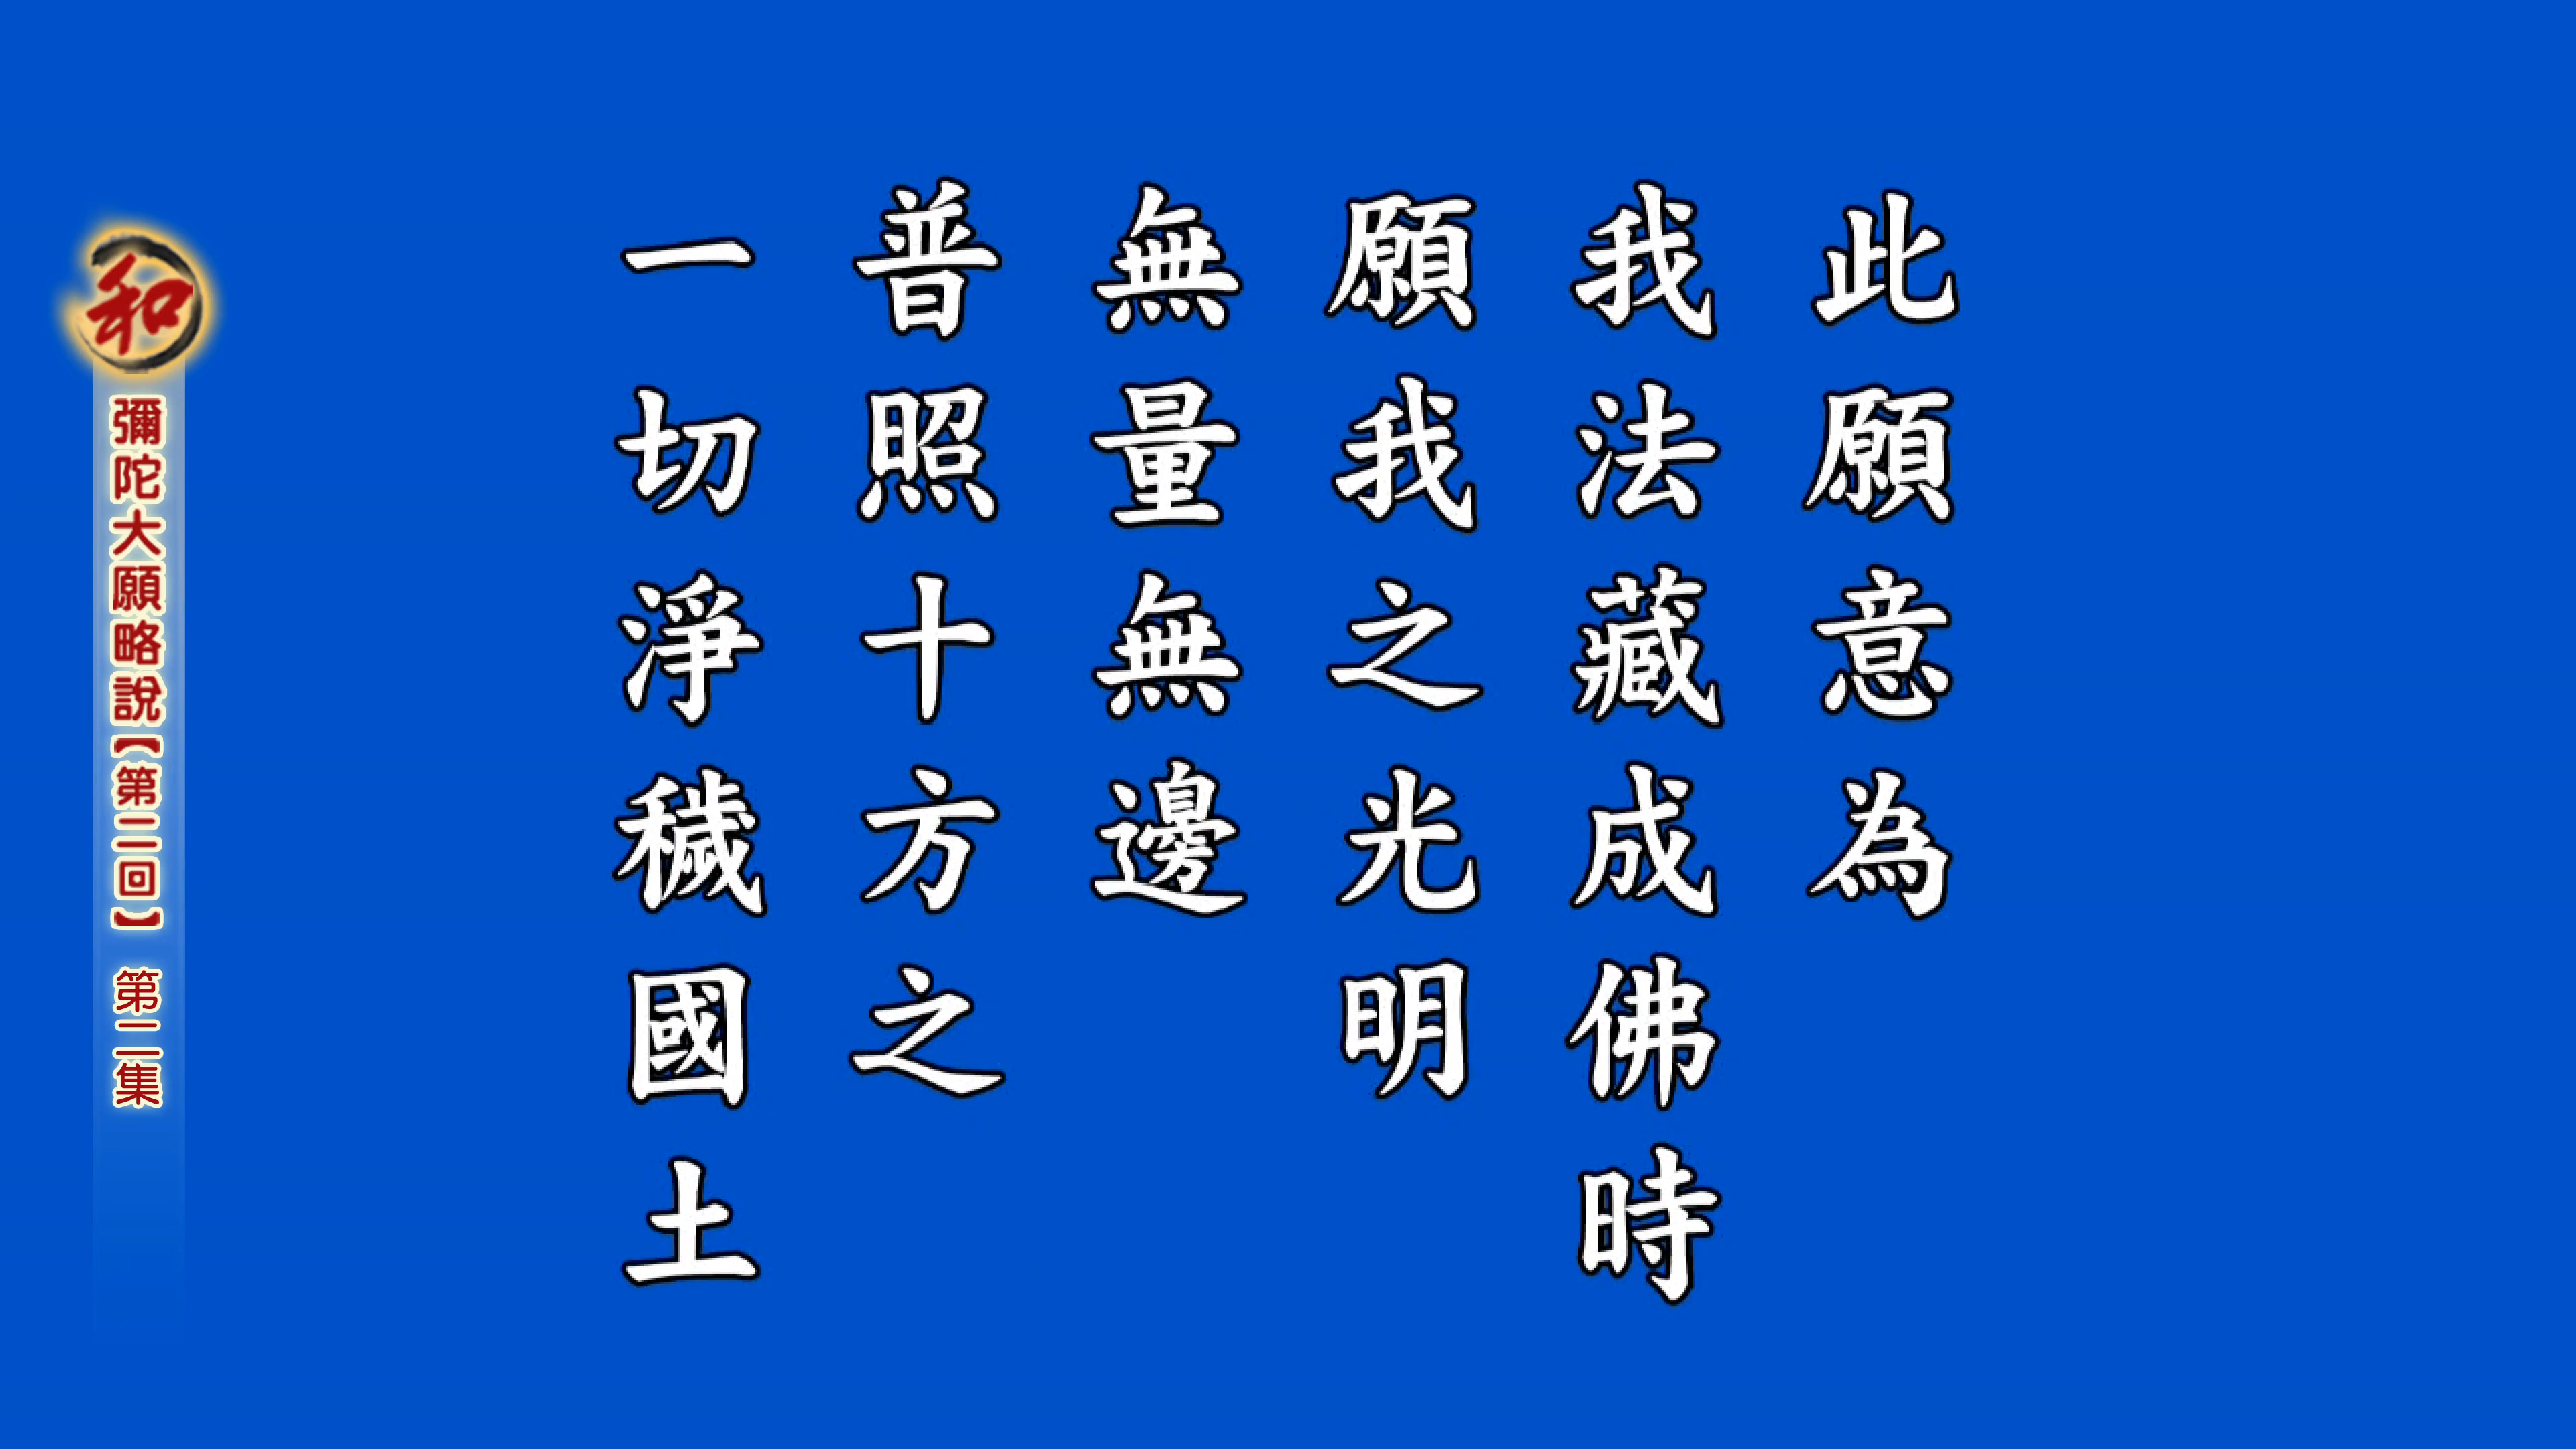 此願意為
我法藏成佛時
願我之光明
無量無邊
普照十方之
一切淨穢國土
和
彌陀大願略說【第二回】 第二集